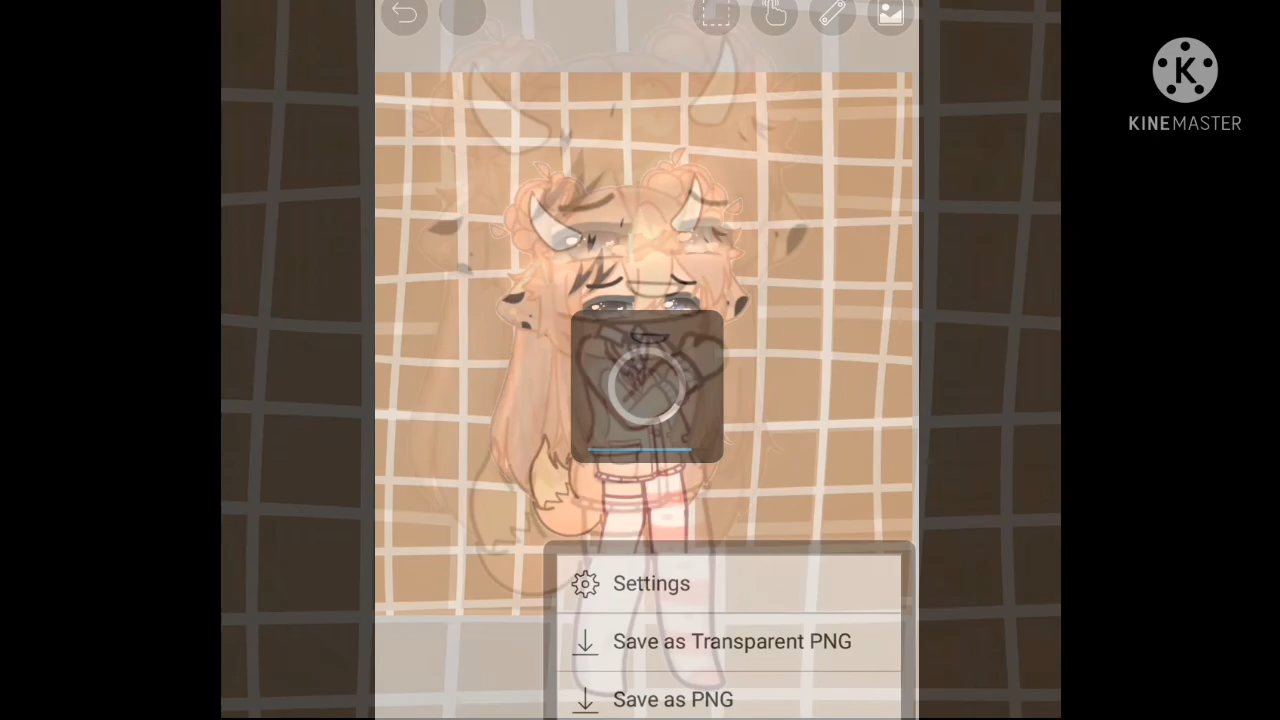 K
KINEMASTER
Settings
Save as Transparent PNG
Save as PNG